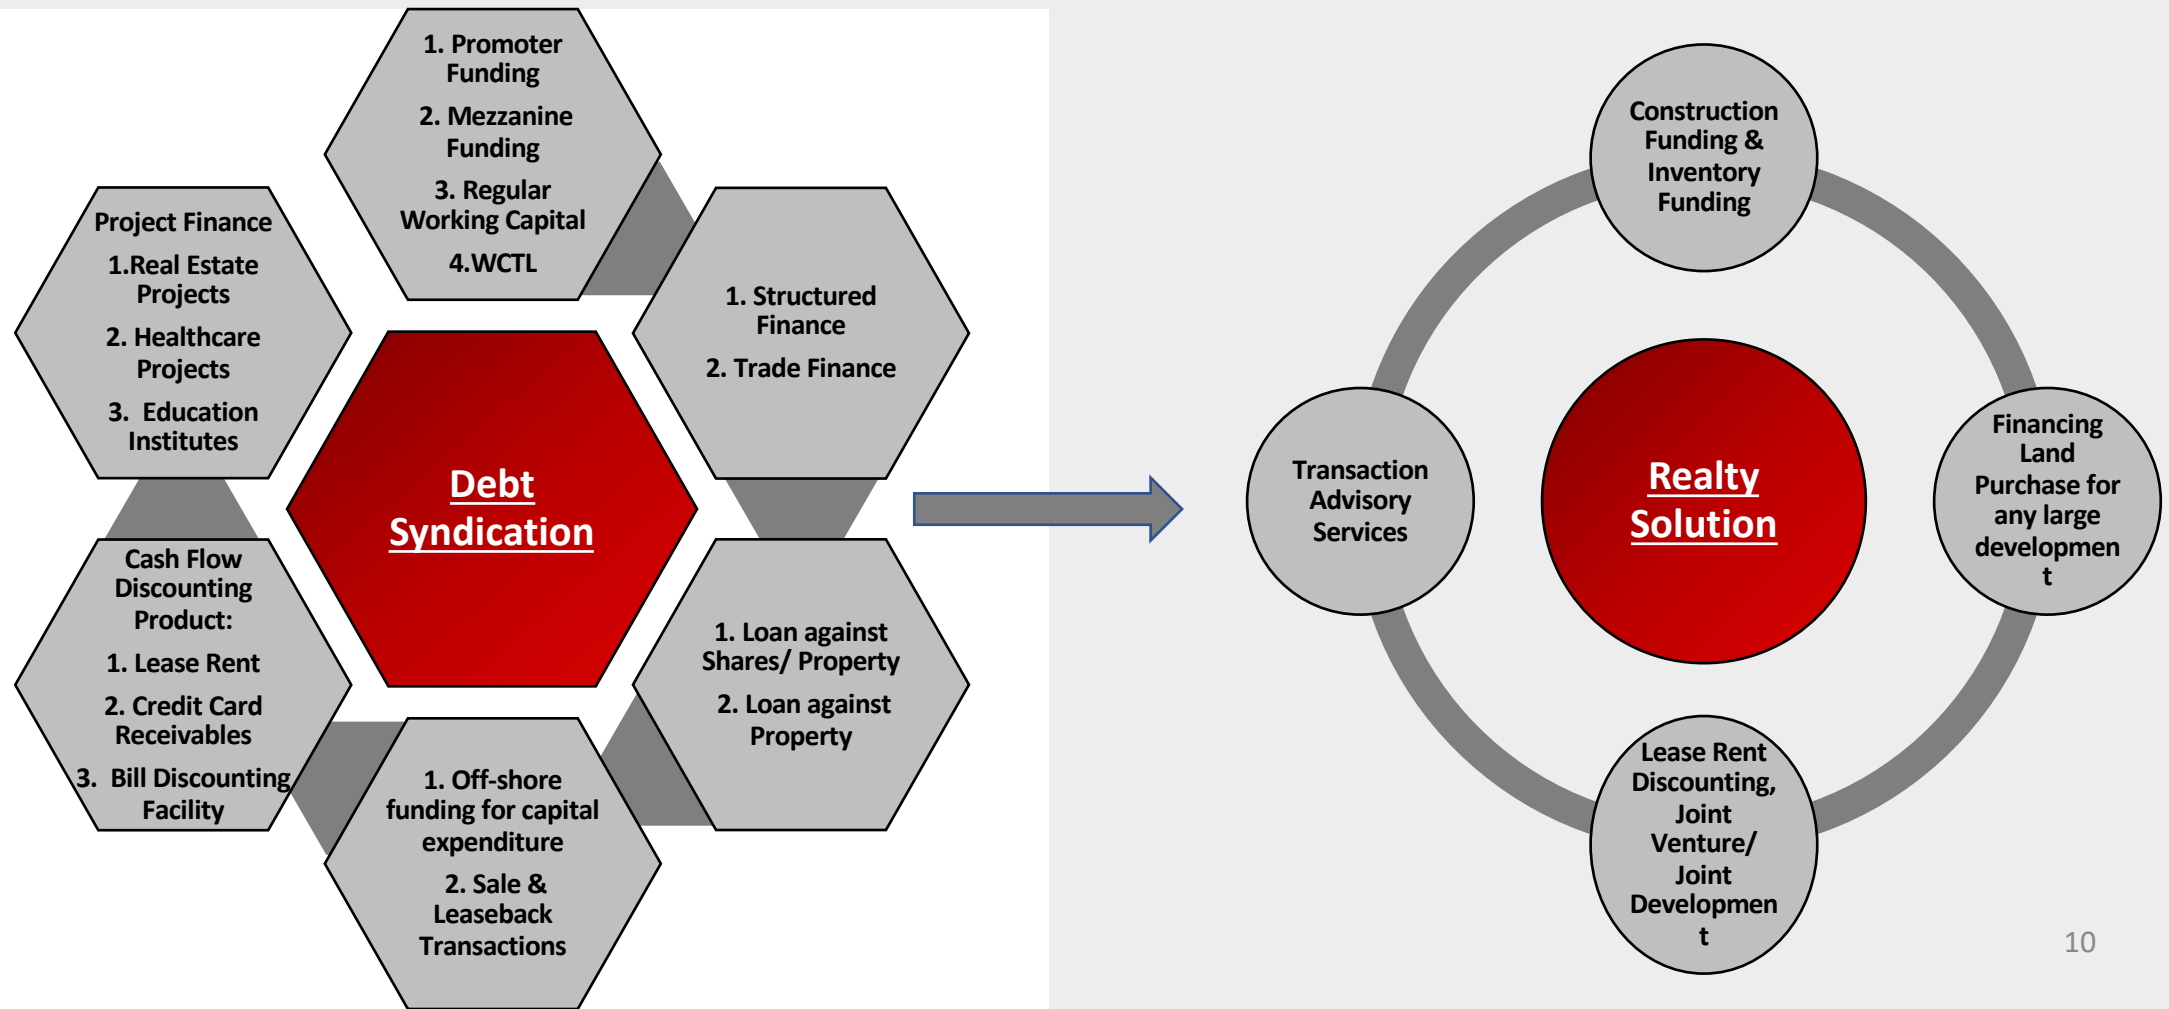 1. Promoter
Funding
2. Mezzanine
Funding
3. Regular
Working Capital
4.WCTL
Project Finance
1.Real Estate
Projects
2. Healthcare
Projects
3. Education
Institutes
1. Structured
Finance
2. Trade Finance
Debt
Syndication
Cash Flow
Discounting
Product:
1. Lease Rent
2. Credit Card
Receivables
3. Bill Discounting
Facility
1. Loan against
Shares/ Property
2. Loan against
Property
1. Off-shore
funding for capital
expenditure
2. Sale &
Leaseback
Transactions
Construction
Funding &
Inventory
Funding
Transaction
Advisory
Services
Realty
Solution
Financing
Land
Purchase for
any large
developmen
t
Lease Rent
Discounting,
Joint
Venture/
Joint
Developmen
t
10